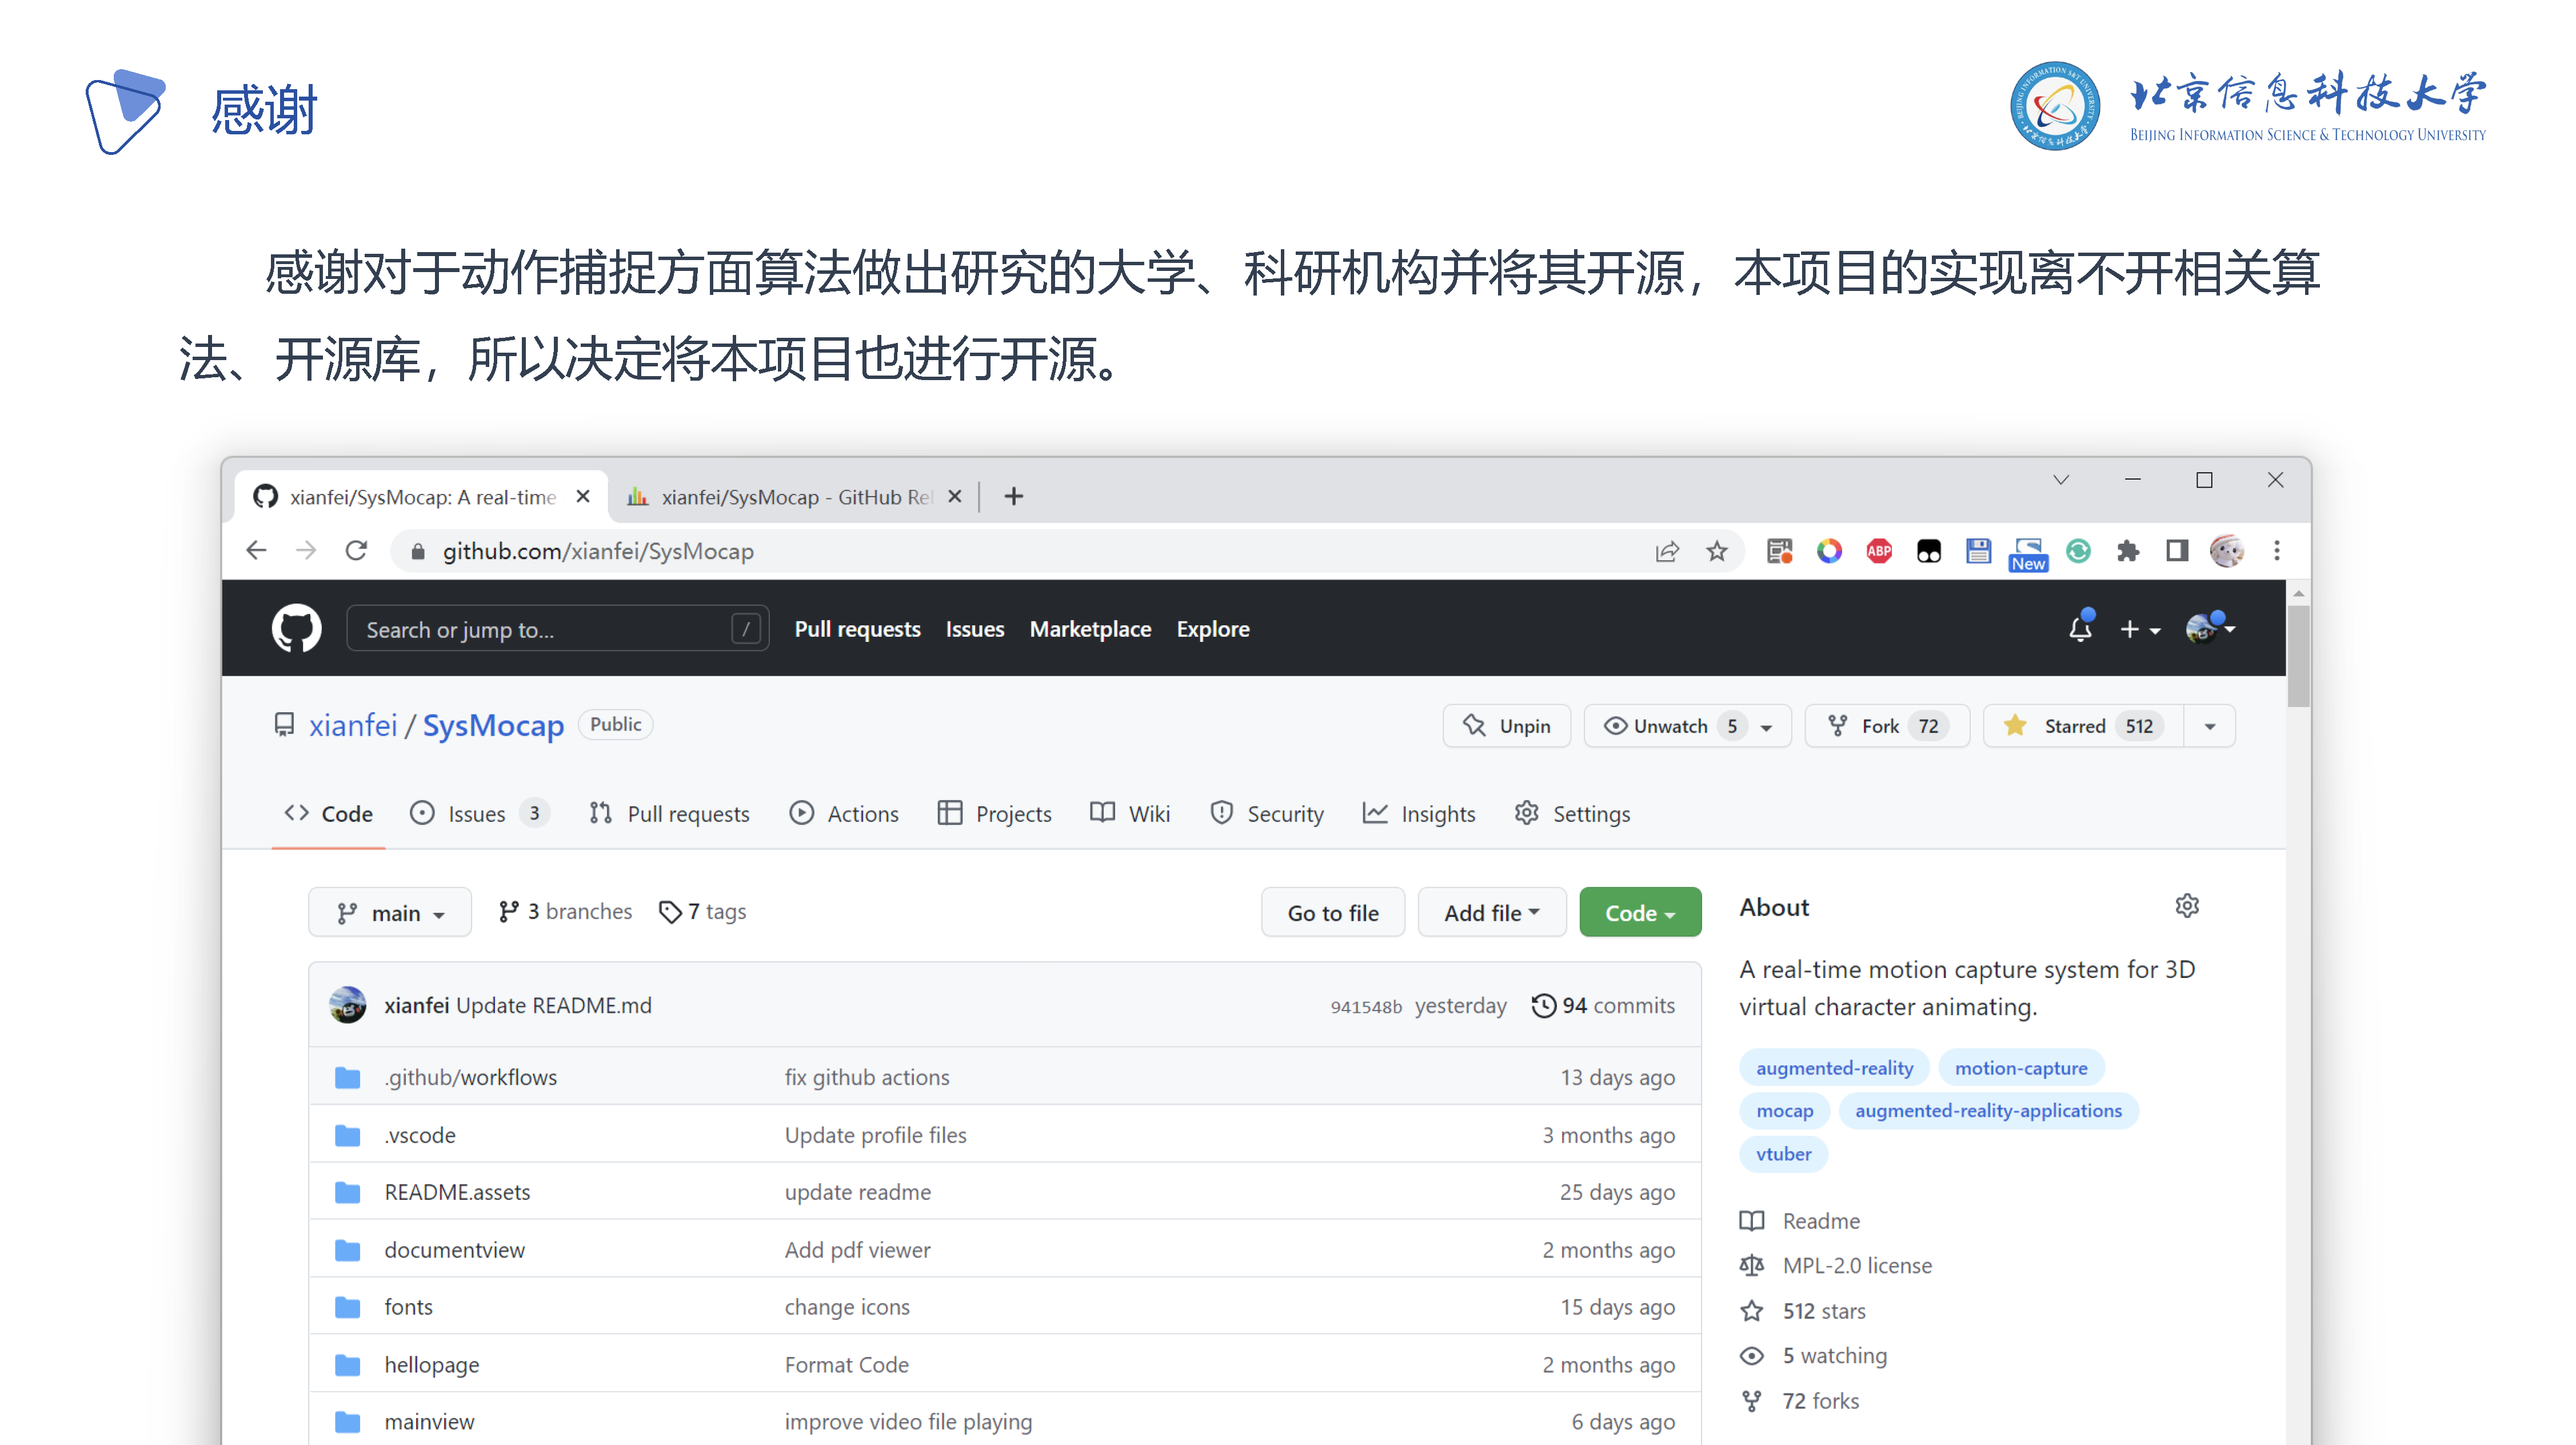 感谢
北京信息科技大学
BEIJING INFORMATION SCIENCE & TECHNOLOGY UNIVERSITY
感谢对于动作捕捉方面算法做出研究的大学、科研机构并将其开源，本项目的实现离不开相关算
法、开源库，所以决定将本项目也进行开源。
xianfei/SysMocap: A real-time
xianfei/SysMocap - GitHub Rel
github.com/xianfei/SysMocap
ABP
New
Search or jump to...
/
Pull requests Issues Marketplace Explore
xianfei / SysMocap Public
Unpin Unwatch 5 Fork 72 Starred 512
Code Issues 3 Pull requests Actions Projects Wiki Security Insights Settings
main 3 branches 7 tags Go to file Add file Code
xianfei Update README.md 941548b yesterday 94 commits
.github/workflows fix github actions 13 days ago
.vscode Update profile files 3 months ago
README.assets update readme 25 days ago
documentview Add pdf viewer 2 months ago
fonts change icons 15 days ago
hellopage Format Code 2 months ago
mainview improve video file playing 6 days ago
About
A real-time motion capture system for 3D
virtual character animating.
augmented-reality motion-capture
mocap augmented-reality-applications
vtuber
Readme
MPL-2.0 license
512 stars
5 watching
72 forks